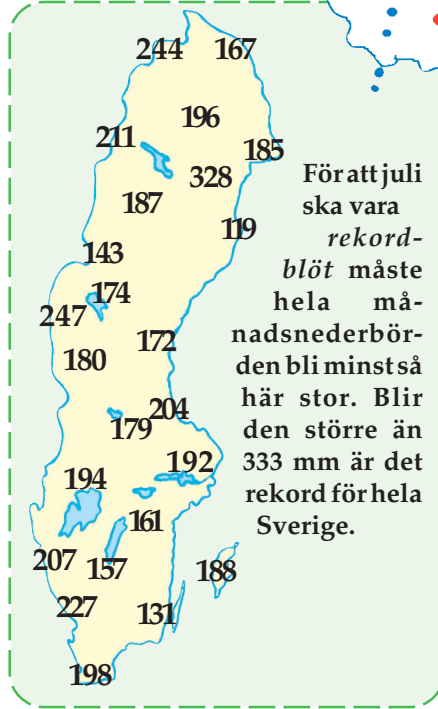 244 167
196
211
185
328
187
119
143
174
247
172
180
204
179
192
194
161
207
157
188
227
131
198
För att juli
ska vara
rekord-
blöt måste
hela må-
nadsnederbör-
den bli minst så
här stor. Blir
den större än
333 mm är det
rekord för hela
Sverige.